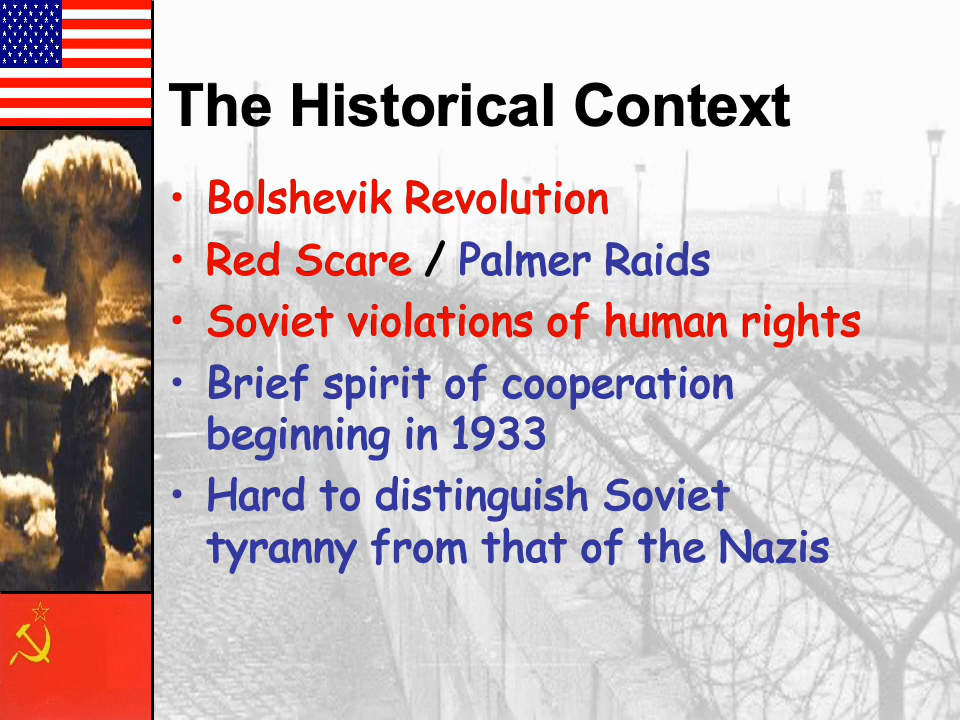 The Historical Context
• Bolshevik Revolution
• Red Scare / Palmer Raids
• Soviet violations of human rights
• Brief spirit of cooperation
beginning in 1933
• Hard to distinguish Soviet
tyranny from that of the Nazis